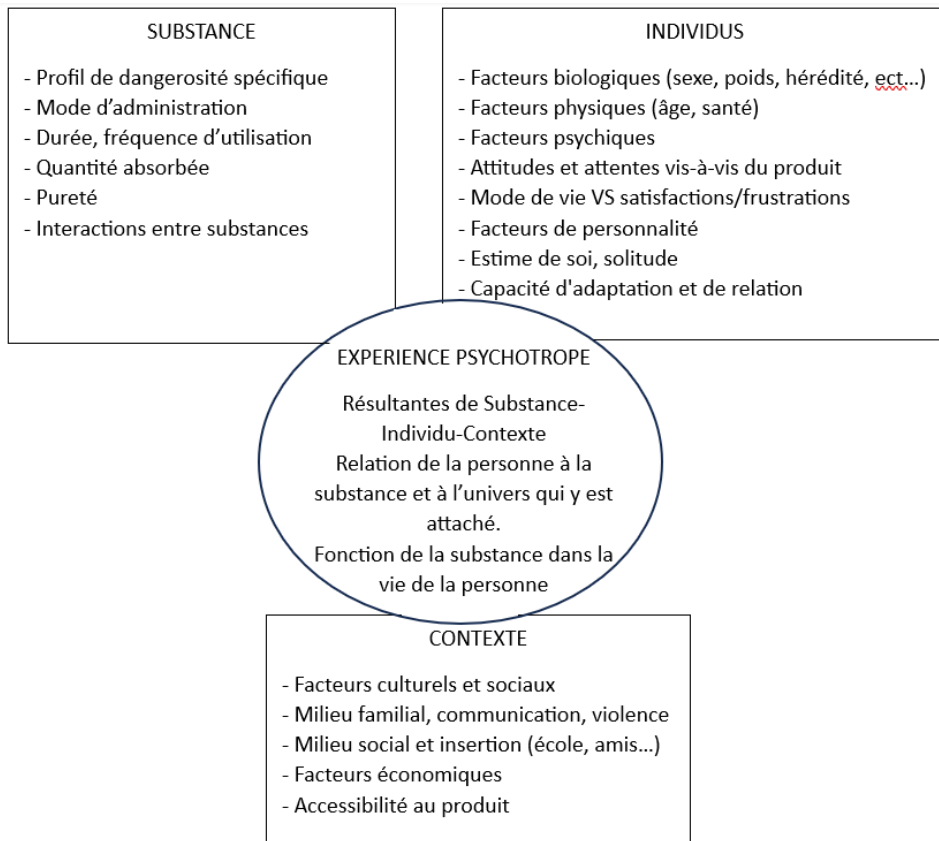 SUBSTANCE
- Profil de dangerosité spécifique
- Mode d’administration
- Durée, fréquence d’utilisation
- Quantité absorbée
- Pureté
- Interactions entre substances
INDIVIDUS
- Facteurs biologiques (sexe, poids, hérédité, ect…)
- Facteurs physiques (âge, santé)
- Facteurs psychiques
- Attitudes et attentes vis-à-vis du produit
- Mode de vie VS satisfactions/frustrations
- Facteurs de personnalité
- Estime de soi, solitude
- Capacité d'adaptation et de relation
EXPERIENCE PSYCHOTROPE
Résultantes de Substance-
Individu-Contexte
Relation de la personne à la
substance et à l’univers qui y est
attaché.
Fonction de la substance dans la
vie de la personne
CONTEXTE
- Facteurs culturels et sociaux
- Milieu familial, communication, violence
- Milieu social et insertion (école, amis…)
- Facteurs économiques
- Accessibilité au produit